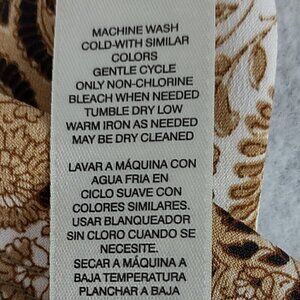 MACHINE WASH
COLD-WITH SIMILAR
COLORS
GENTLE CYCLE
ONLY NON-CHLORINE
BLEACH WHEN NEEDED
TUMBLE DRY LOW
WARM IRON AS NEEDED
MAY BE DRY CLEANED
LAVAR A MÁQUINA CON
AGUA FRIA EN
CICLO SUAVE CON
COLORES SIMILARES.
USAR BLANQUEADOR
SIN CLORO CUANDO SE
NECESITE.
SECAR A MÁQUINA A
BAJA TEMPERATURA
PLANCHAR A BAJA